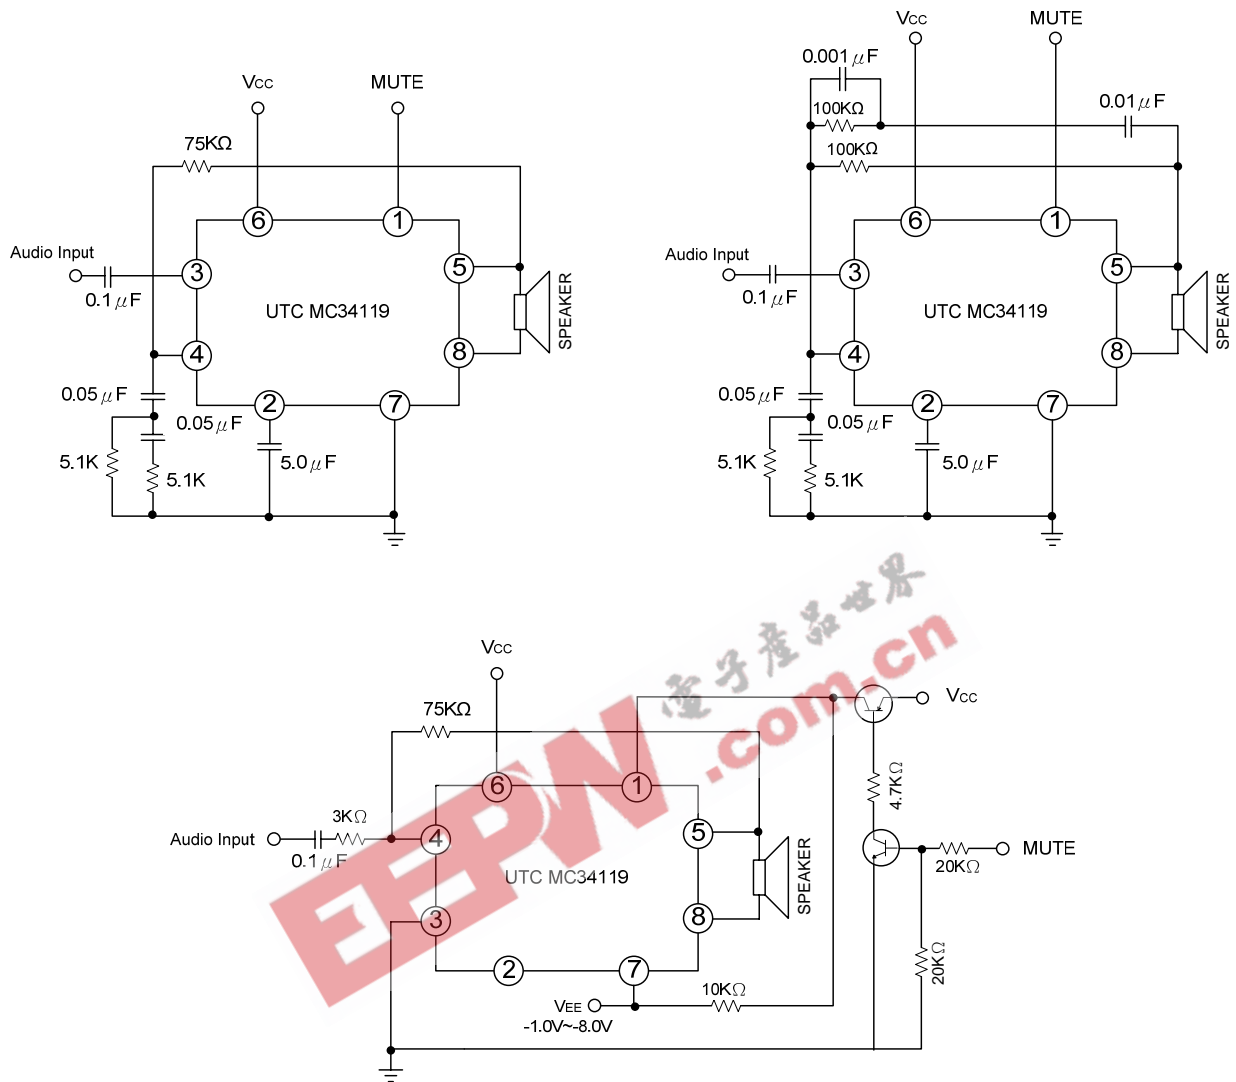 VCC
MUTE
75KΩ
6
1
Audio Input
3
5
0.1μF
UTC MC34119
SPEAKER
4
8
0.05μF
2
7
0.05μF
5.1K
5.1K
5.0μF
VCC
MUTE
0.001μF
100KΩ
0.01μF
100KΩ
6
1
Audio Input
3
5
0.1μF
UTC MC34119
SPEAKER
4
8
0.05μF
2
7
0.05μF
5.1K
5.1K
5.0μF
電子產品世界
EEPW.com.cn
VCC
75KΩ
VCC
6
1
4.7KΩ
3KΩ
Audio Input
4
5
0.1μF
MUTE
20KΩ
UTC MC34119
SPEAKER
3
8
2
7
20KΩ
10KΩ
VEE
-1.0V~-8.0V